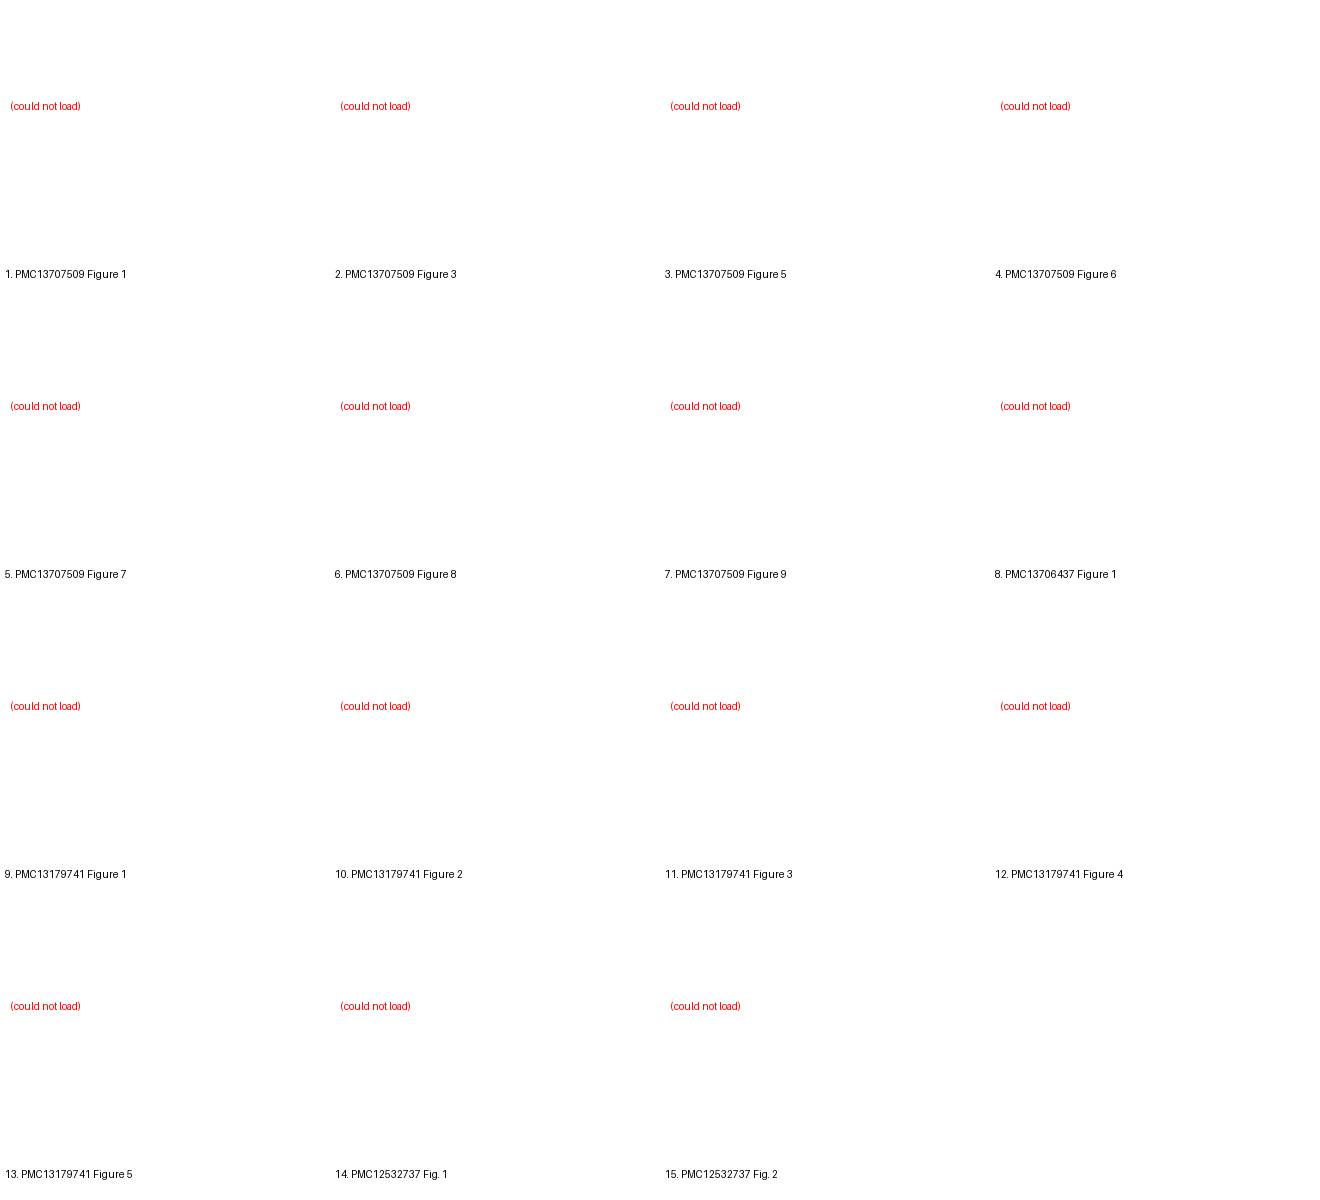 (could not load) (could not load) (could not load) (could not load)
1. PMC13707509 Figure 1 2. PMC13707509 Figure 3 3. PMC13707509 Figure 5 4. PMC13707509 Figure 6
(could not load) (could not load) (could not load) (could not load)
5. PMC13707509 Figure 7 6. PMC13707509 Figure 8 7. PMC13707509 Figure 9 8. PMC13706437 Figure 1
(could not load) (could not load) (could not load) (could not load)
9. PMC13179741 Figure 1 10. PMC13179741 Figure 2 11. PMC13179741 Figure 3 12. PMC13179741 Figure 4
(could not load) (could not load) (could not load)
13. PMC13179741 Figure 5 14. PMC12532737 Fig. 1 15. PMC12532737 Fig. 2